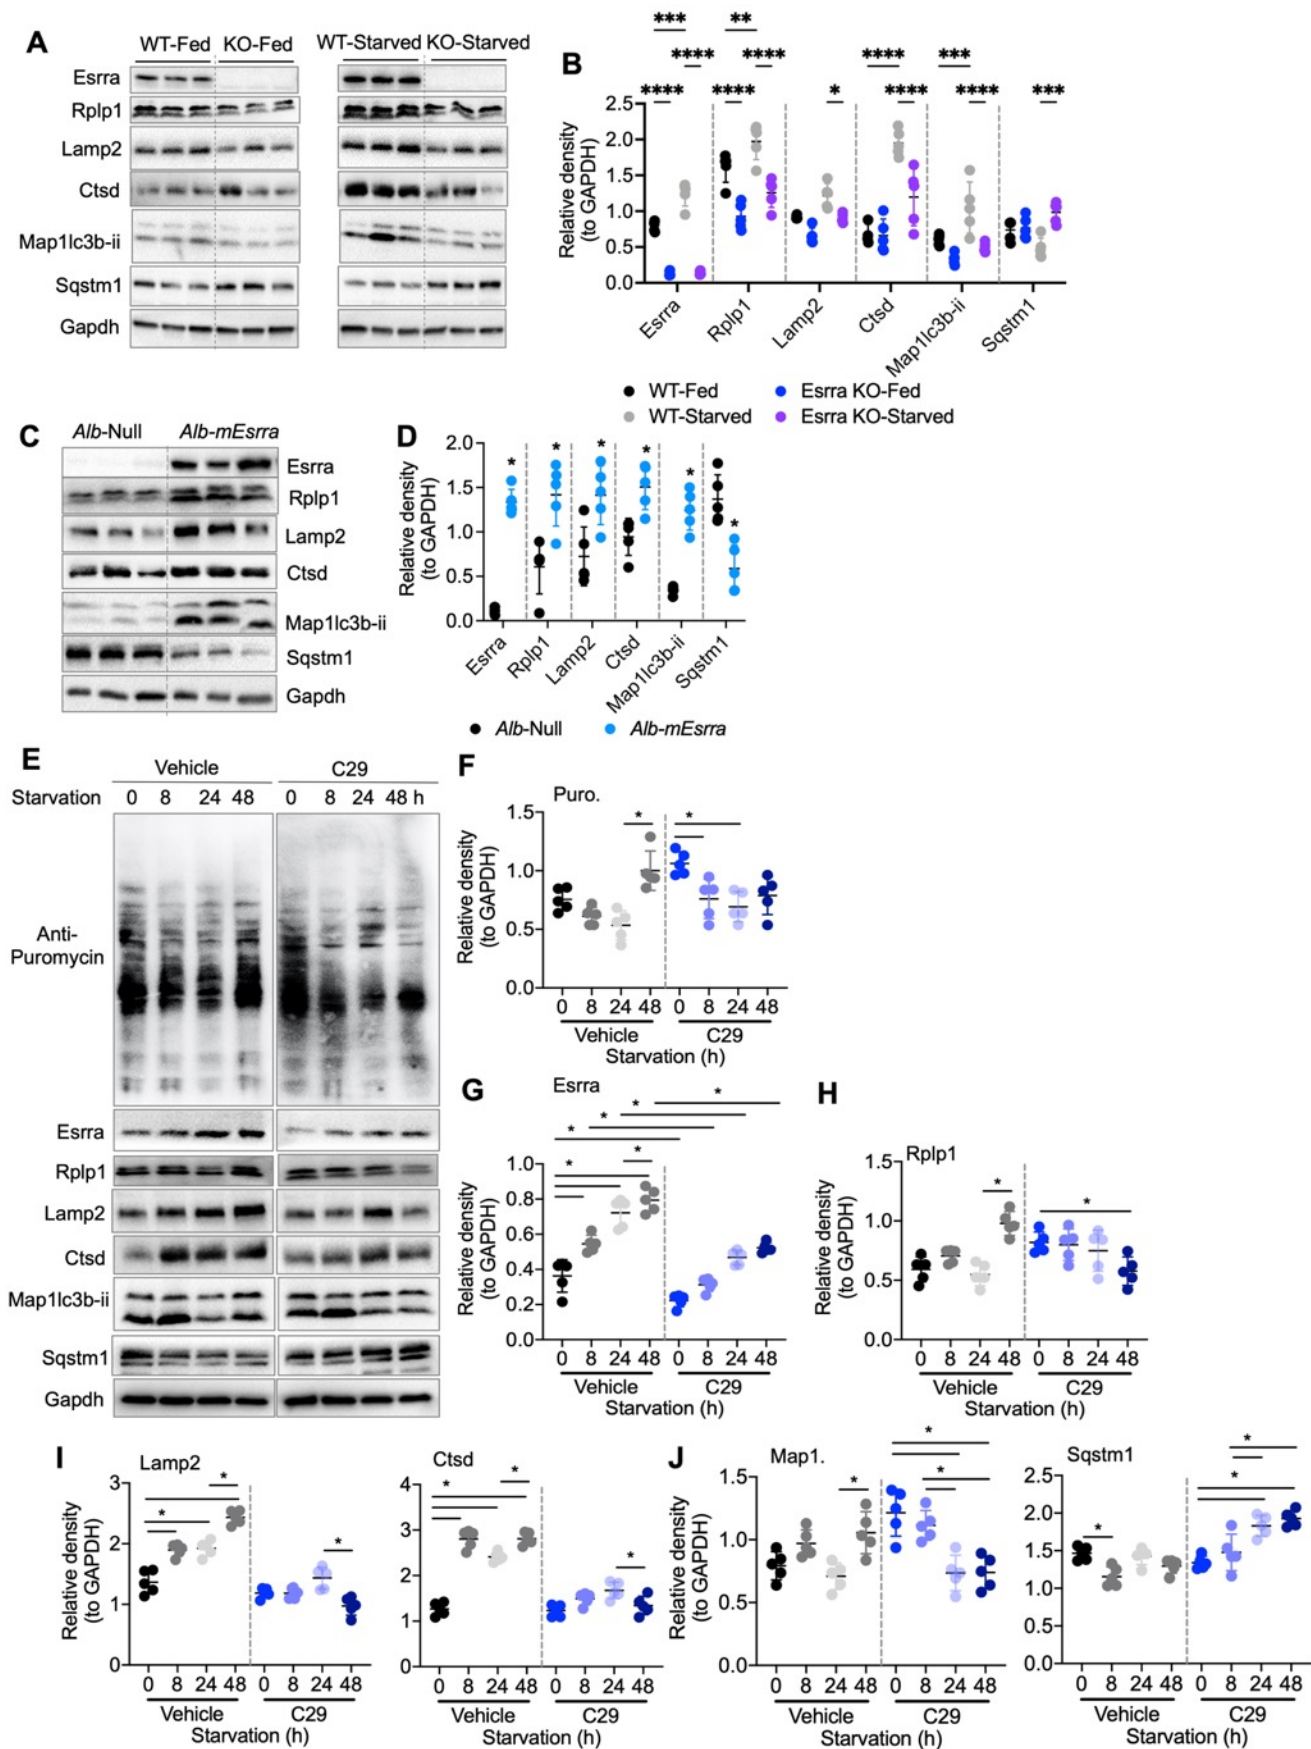 A
WT-Fed KO-Fed
WT-Starved KO-Starved
Esrra
Rplp1
Lamp2
Ctsd
Map1lc3b-ii
Sqstm1
Gapdh
B
*** **
**** **** **** ***
**** **** * **** **** ***
Relative density
(to GAPDH)
2.5
2.0
1.5
1.0
0.5
0.0
Esrra
Rplp1
Lamp2
Ctsd
Map1lc3b-ii
Sqstm1
WT-Fed
Esrra KO-Fed
WT-Starved
Esrra KO-Starved
C
Alb-Null Alb-mEsrra
Esrra
Rplp1
Lamp2
Ctsd
Map1lc3b-ii
Sqstm1
Gapdh
D
Relative density
(to GAPDH)
2.0
1.5
1.0
0.5
0.0
* * * * * *
Esrra
Rplp1
Lamp2
Ctsd
Map1lc3b-ii
Sqstm1
Alb-Null
Alb-mEsrra
E
Vehicle C29
Starvation 0 8 24 48 0 8 24 48 h
Anti-
Puromycin
Esrra
Rplp1
Lamp2
Ctsd
Map1lc3b-ii
Sqstm1
Gapdh
F
Puro.
* *
Relative density
(to GAPDH)
1.5
1.0
0.5
0.0
0 8 24 48 0 8 24 48
Vehicle C29
Starvation (h)
G
Esrra
*
*
*
*
* *
Relative density
(to GAPDH)
1.0
0.8
0.6
0.4
0.2
0.0
0 8 24 48 0 8 24 48
Vehicle C29
Starvation (h)
H
Rplp1
* *
Relative density
(to GAPDH)
1.5
1.0
0.5
0.0
0 8 24 48 0 8 24 48
Vehicle C29
Starvation (h)
I
Lamp2
*
* *
Relative density
(to GAPDH)
3
2
1
0
0 8 24 48 0 8 24 48
Vehicle C29
Starvation (h)
Ctsd
* *
*
4
3
2
1
0
0 8 24 48 0 8 24 48
Vehicle C29
Starvation (h)
J
Map1.
*
* *
Relative density
(to GAPDH)
1.5
1.0
0.5
0.0
0 8 24 48 0 8 24 48
Vehicle C29
Starvation (h)
Sqstm1
*
*
*
2.5
2.0
1.5
1.0
0.5
0.0
0 8 24 48 0 8 24 48
Vehicle C29
Starvation (h)